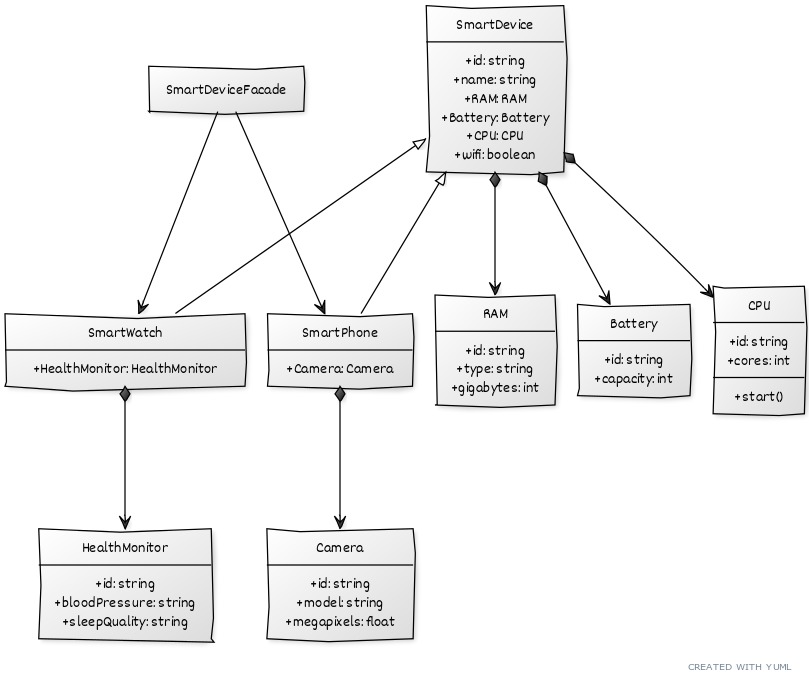 SmartDevice
+id: string
+name: string
+RAM: RAM
+Battery: Battery
+CPU: CPU
+wifi: boolean
SmartDeviceFacade
SmartWatch
+HealthMonitor: HealthMonitor
SmartPhone
+Camera: Camera
RAM
+id: string
+type: string
+gigabytes: int
Battery
+id: string
+capacity: int
CPU
+id: string
+cores: int
+start()
HealthMonitor
+id: string
+bloodPressure: string
+sleepQuality: string
Camera
+id: string
+model: string
+megapixels: float
CREATED WITH YUML